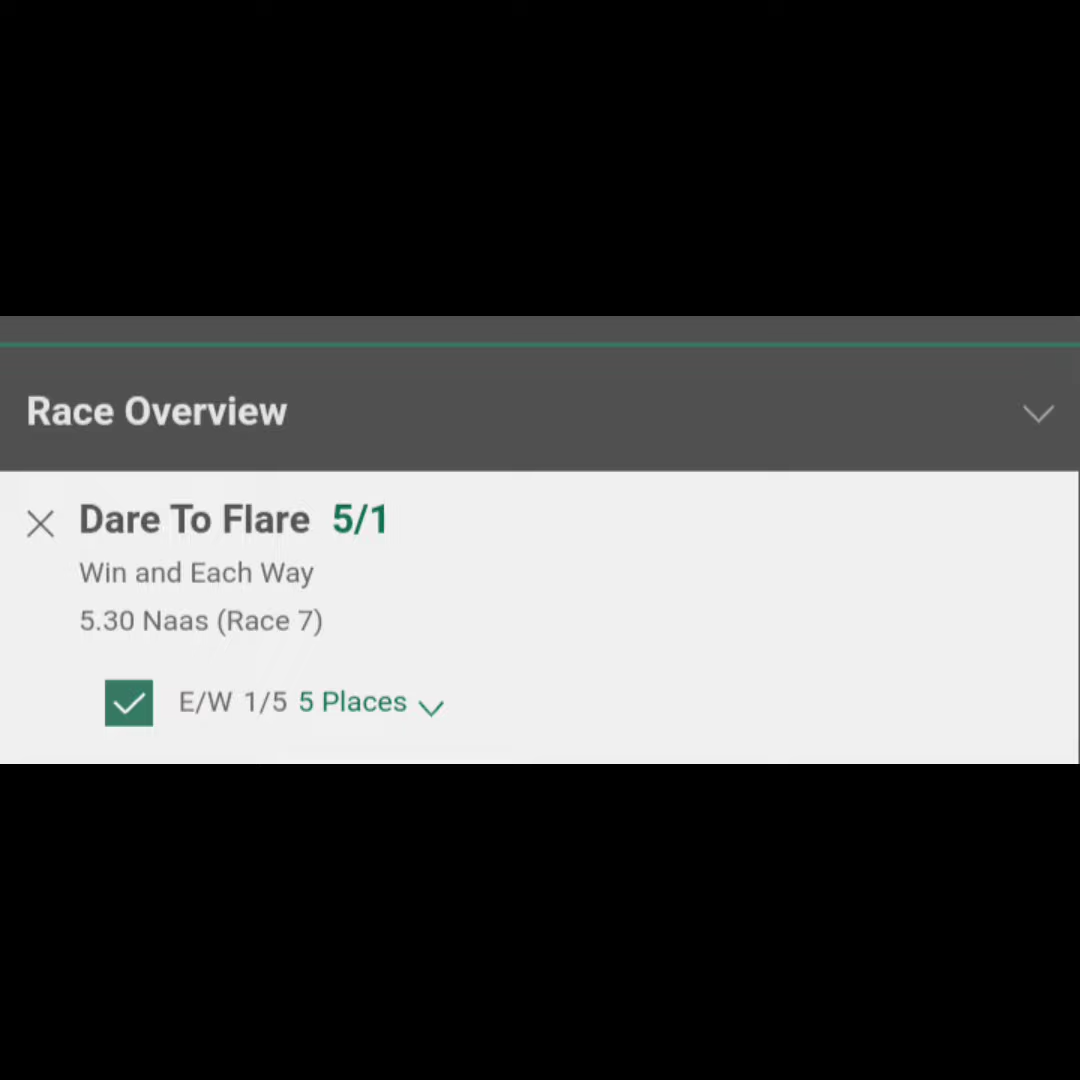 Race Overview
Dare To Flare 5/1
Win and Each Way
5.30 Naas (Race 7)
E/W 1/5 5 Places